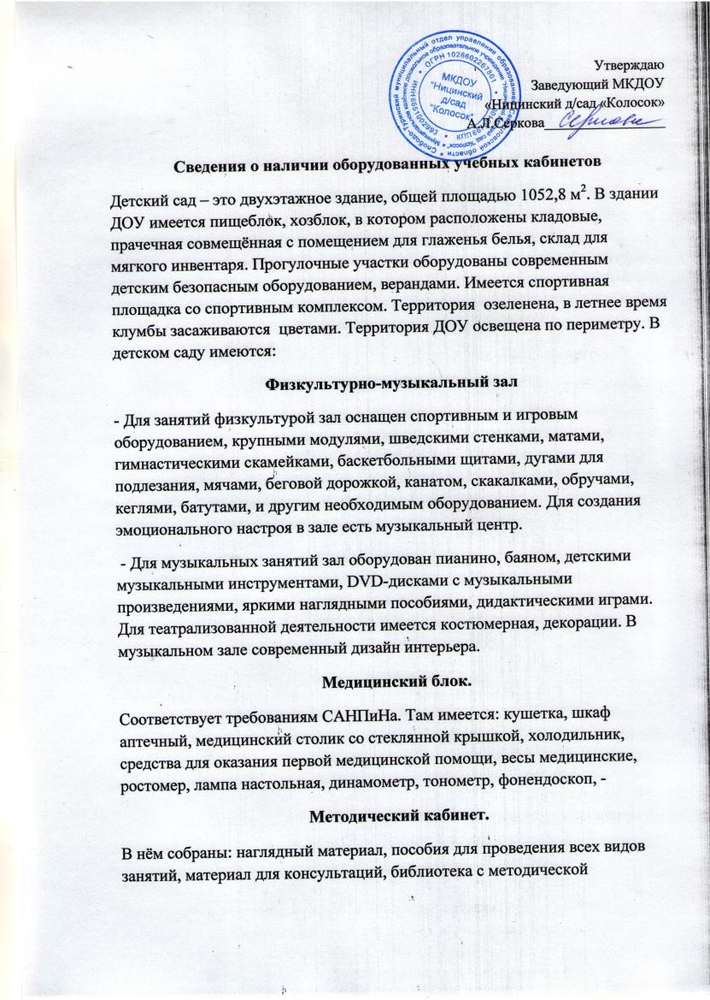 Утверждаю
Заведующий МКДОУ
«Ницинский д/сад «Колосок»
А.Л.Серкова
МКДОУ
"Ницинский
д/сад
"Колосок"
ОГРН 1026602267801
Сведения о наличии оборудованных учебных кабинетов
Детский сад – это двухэтажное здание, общей площадью 1052,8 м². В здании
ДОУ имеется пищеблок, хозблок, в котором расположены кладовые,
прачечная совмещённая с помещением для глаженья белья, склад для
мягкого инвентаря. Прогулочные участки оборудованы современным
детским безопасным оборудованием, верандами. Имеется спортивная
площадка со спортивным комплексом. Территория озеленена, в летнее время
клумбы засаживаются цветами. Территория ДОУ освещена по периметру. В
детском саду имеются:
Физкультурно-музыкальный зал
- Для занятий физкультурой зал оснащен спортивным и игровым
оборудованием, крупными модулями, шведскими стенками, матами,
гимнастическими скамейками, баскетбольными щитами, дугами для
подлезания, мячами, беговой дорожкой, канатом, скакалками, обручами,
кеглями, батутами, и другим необходимым оборудованием. Для создания
эмоционального настроя в зале есть музыкальный центр.
- Для музыкальных занятий зал оборудован пианино, баяном, детскими
музыкальными инструментами, DVD-дисками с музыкальными
произведениями, яркими наглядными пособиями, дидактическими играми.
Для театрализованной деятельности имеется костюмерная, декорации. В
музыкальном зале современный дизайн интерьера.
Медицинский блок.
Соответствует требованиям САНПиНа. Там имеется: кушетка, шкаф
аптечный, медицинский столик со стеклянной крышкой, холодильник,
средства для оказания первой медицинской помощи, весы медицинские,
ростомер, лампа настольная, динамометр, тонометр, фонендоскоп, -
Методический кабинет.
В нём собраны: наглядный материал, пособия для проведения всех видов
занятий, материал для консультаций, библиотека с методической